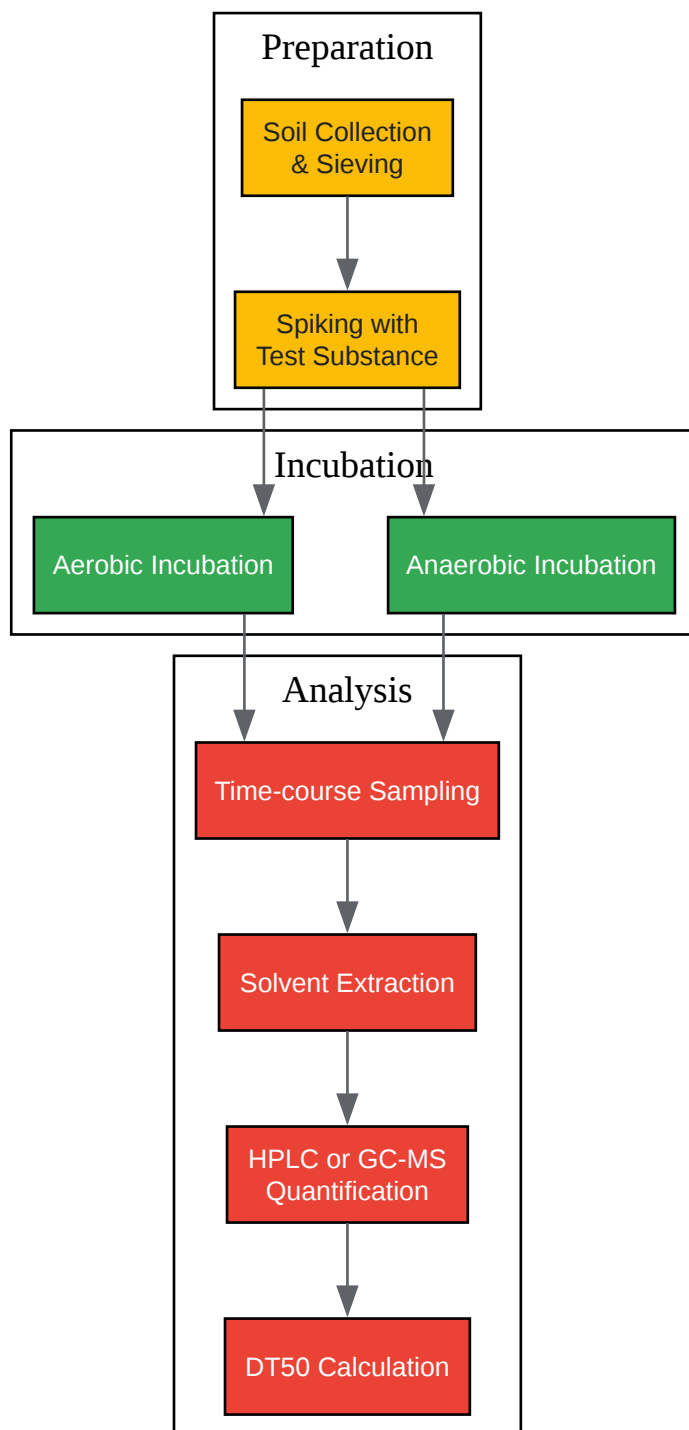 Preparation
Soil Collection
& Sieving
Spiking with
Test Substance
Incubation
Aerobic Incubation
Anaerobic Incubation
Analysis
Time-course Sampling
Solvent Extraction
HPLC or GC-MS
Quantification
DT50 Calculation